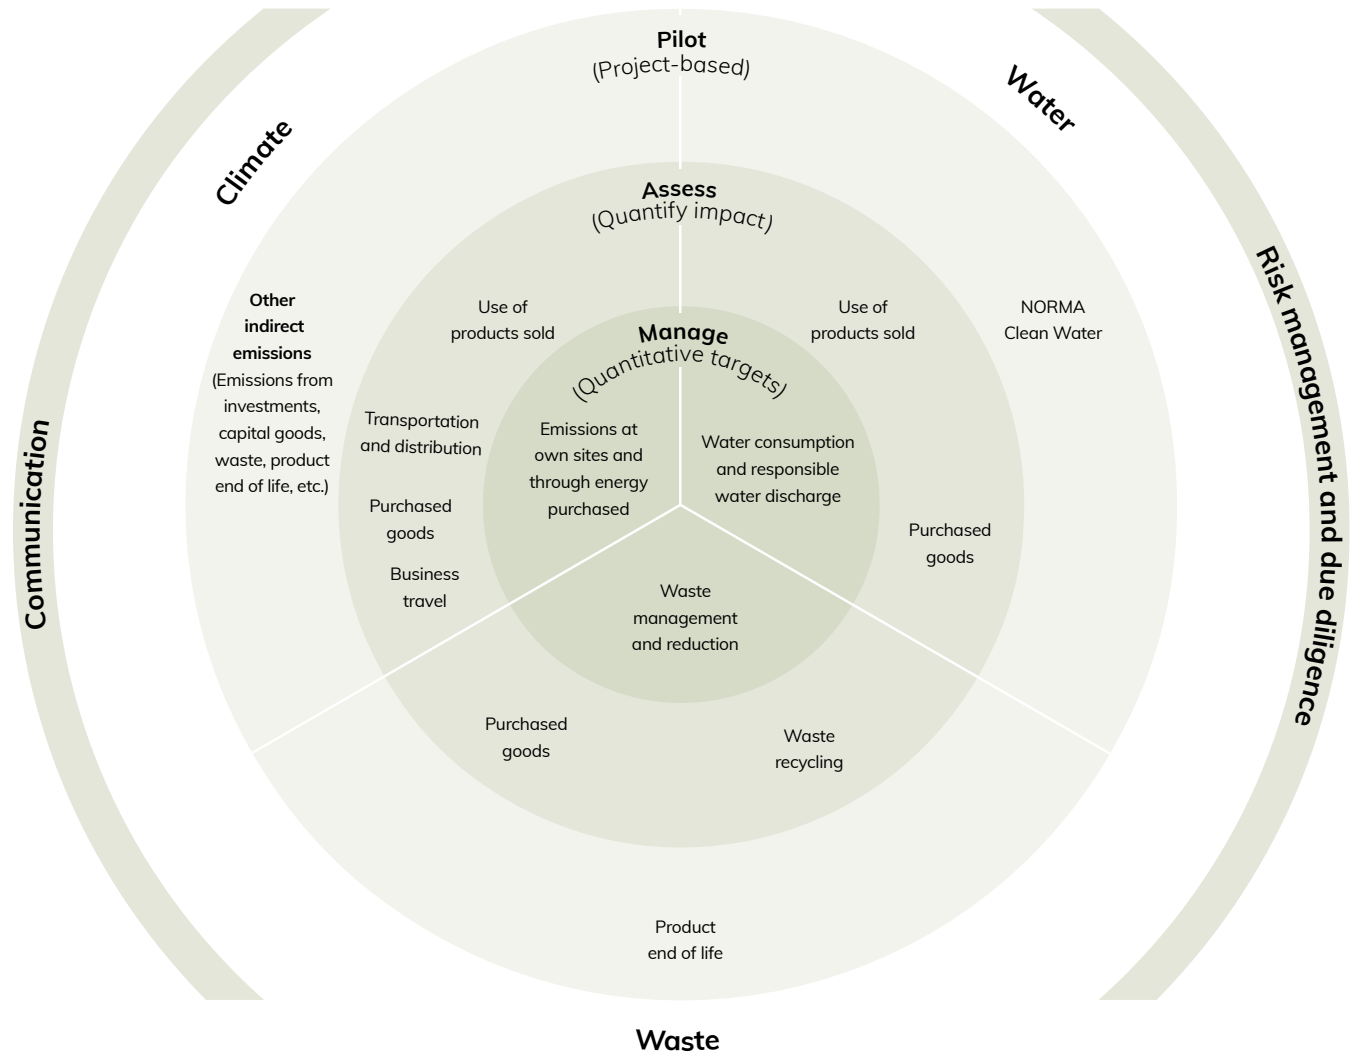 Pilot
(Project-based)
Water
Climate
Assess
(Quantify impact)
Risk management and due diligence
Other
indirect
emissions
(Emissions from
investments,
capital goods,
waste, product
end of life, etc.)
Use of
products sold
Manage
(Quantitative targets)
Use of
products sold
NORMA
Clean Water
Transportation
and distribution
Emissions at
own sites and
through energy
purchased
Water consumption
and responsible
water discharge
Communication
Purchased
goods
Purchased
goods
Business
travel
Waste
management
and reduction
Purchased
goods
Waste
recycling
Product
end of life
Waste